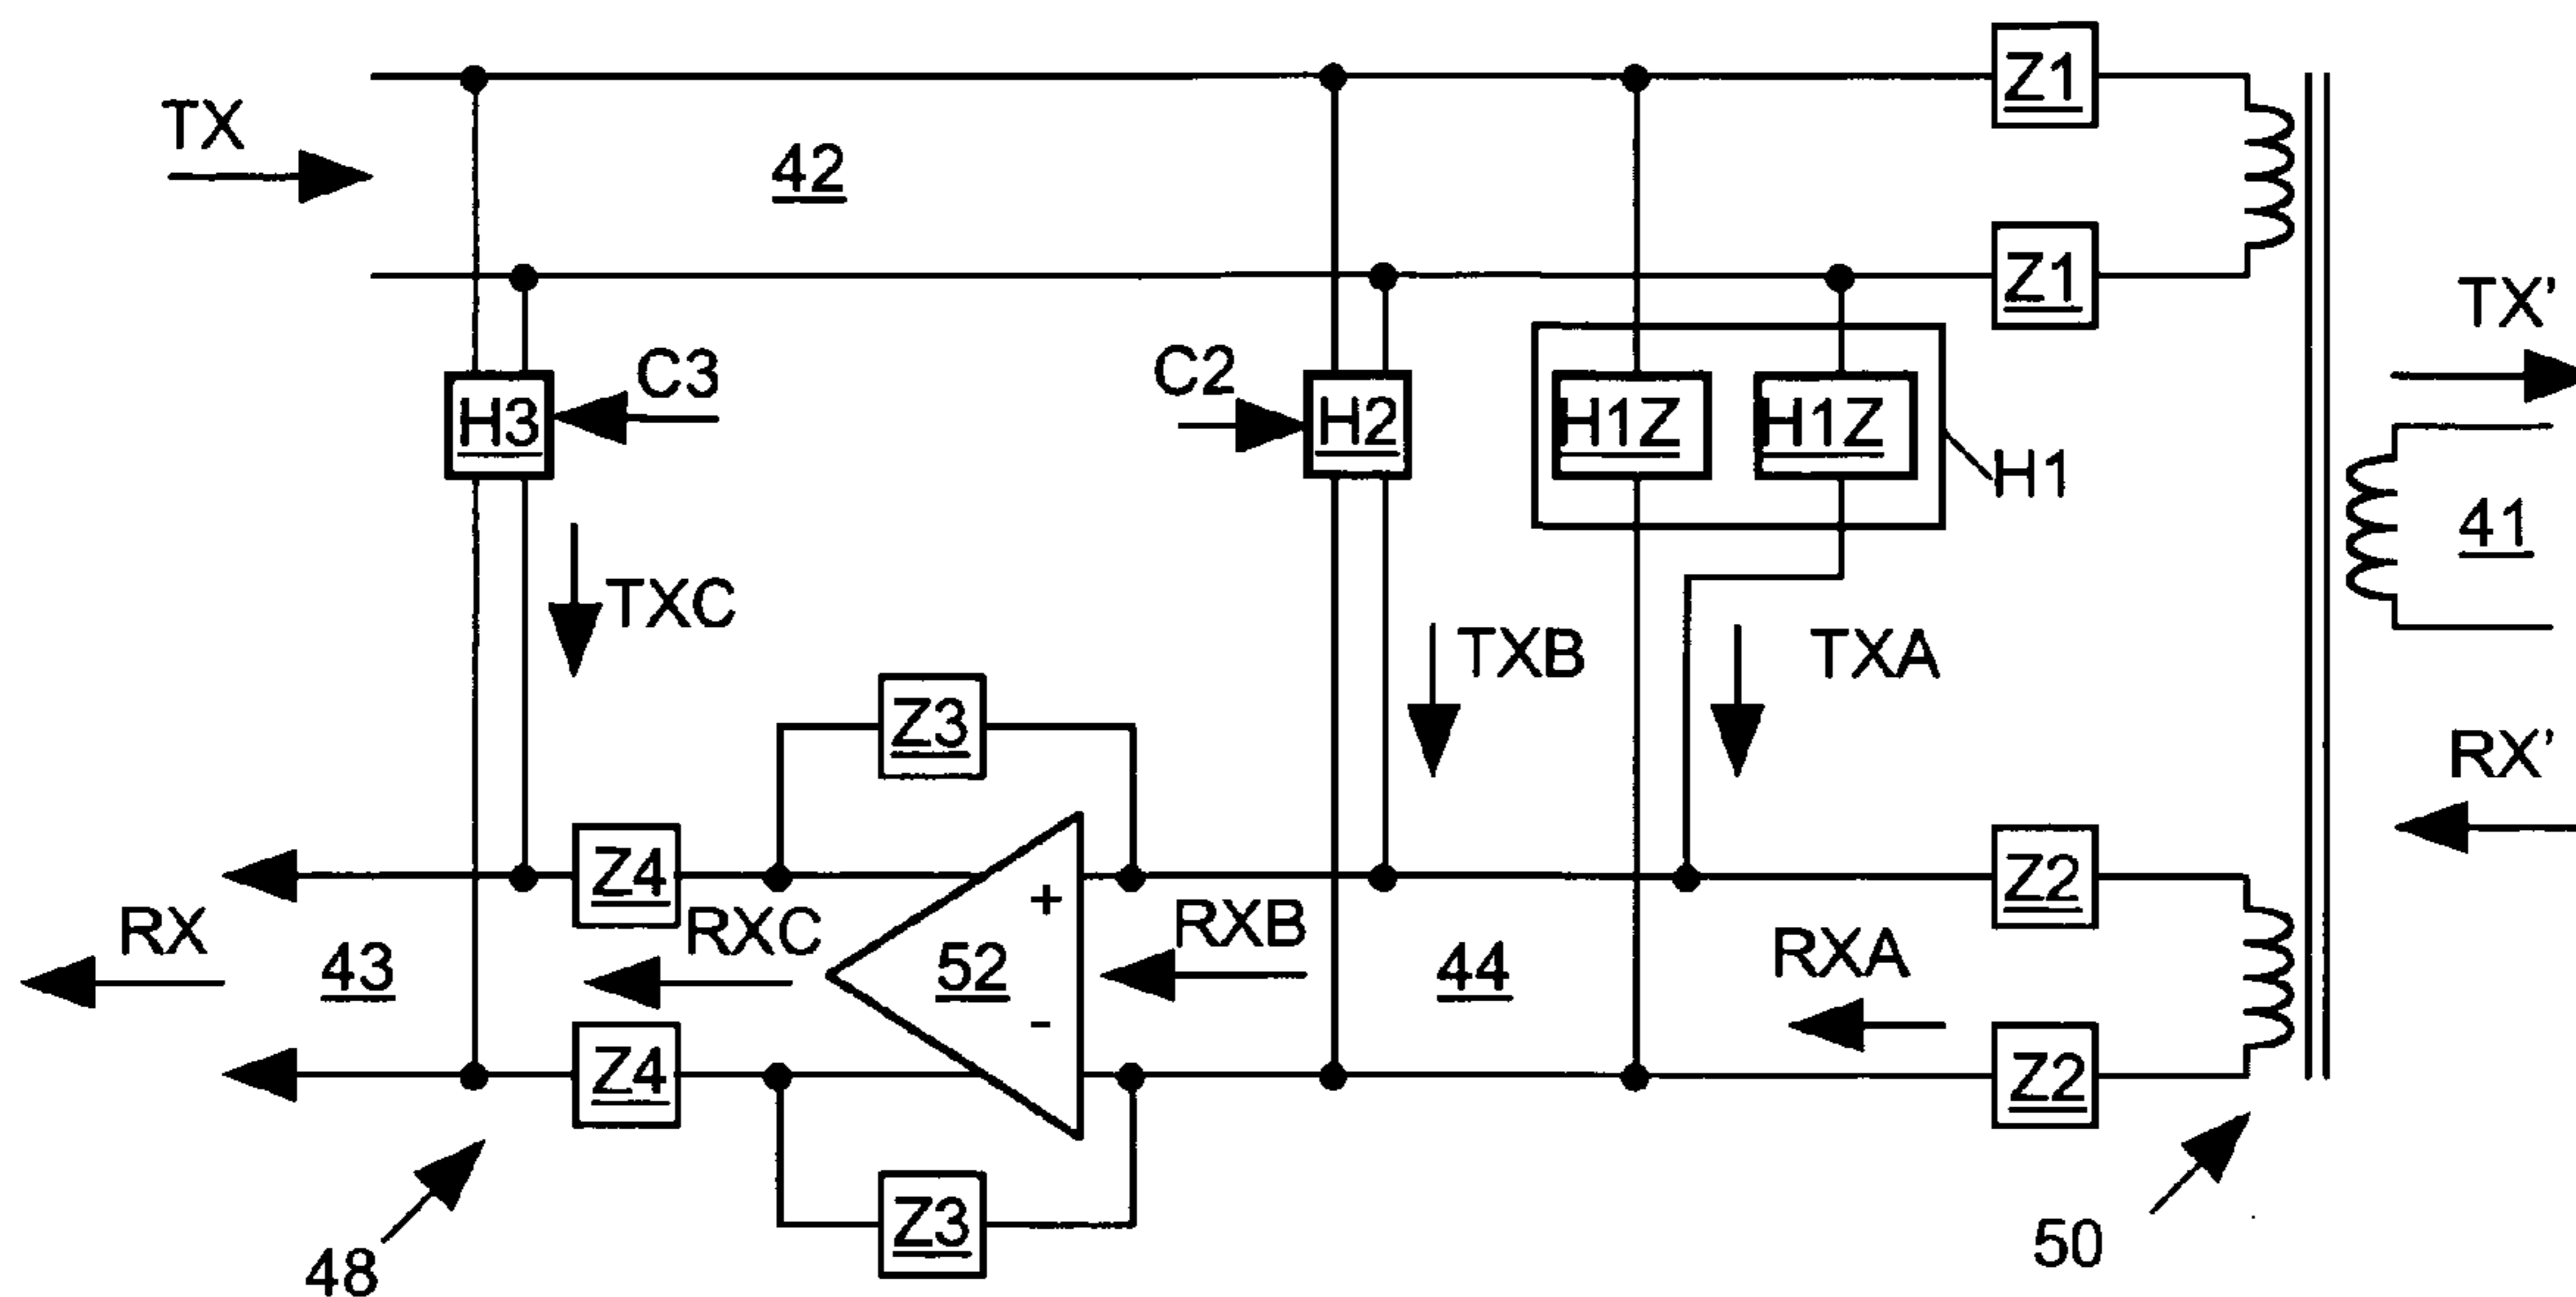 Z1
TX
42
Z1
TX'
C3
C2
H3
H2
H1Z
H1Z
H1
41
TXC
TXB
TXA
Z3
RX'
Z4
Z2
+
RX
43
RXC
52
RXB
44
RXA
-
Z4
Z2
48
Z3
50